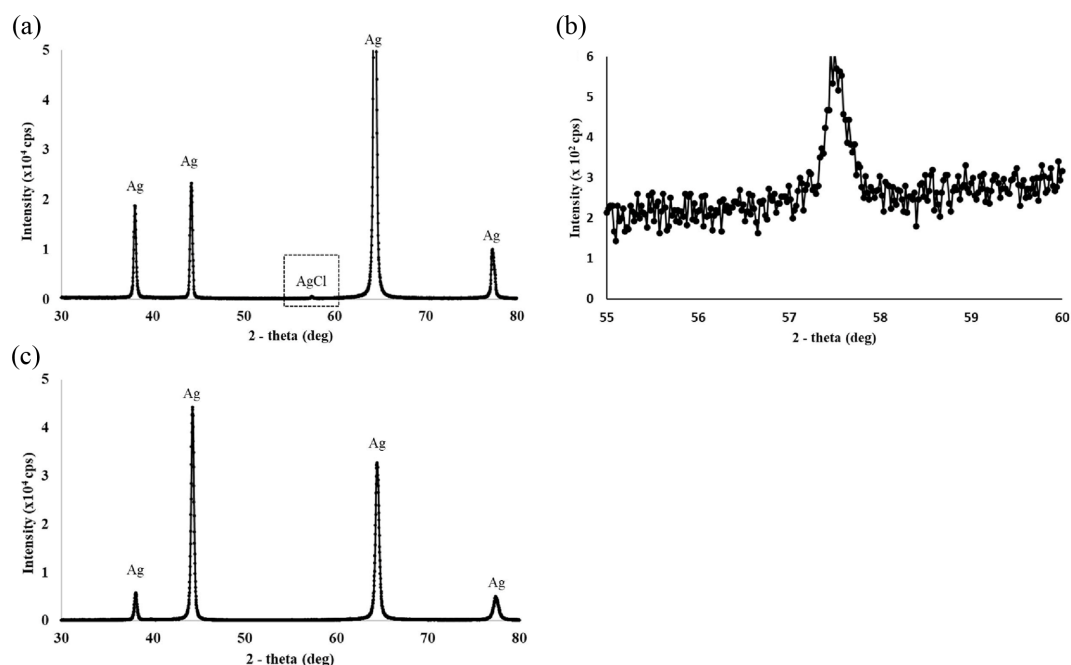 (a)
Intensity (x10⁴ cps)
5
4
3
2
1
0
Ag
Ag
Ag
AgCl
Ag
30 40 50 60 70 80
2 - theta (deg)
(b)
Intensity (x 10² cps)
6
5
4
3
2
1
0
55 56 57 58 59 60
2 - theta (deg)
(c)
Intensity (x10⁴ cps)
5
4
3
2
1
0
Ag
Ag
Ag
Ag
30 40 50 60 70 80
2 - theta (deg)